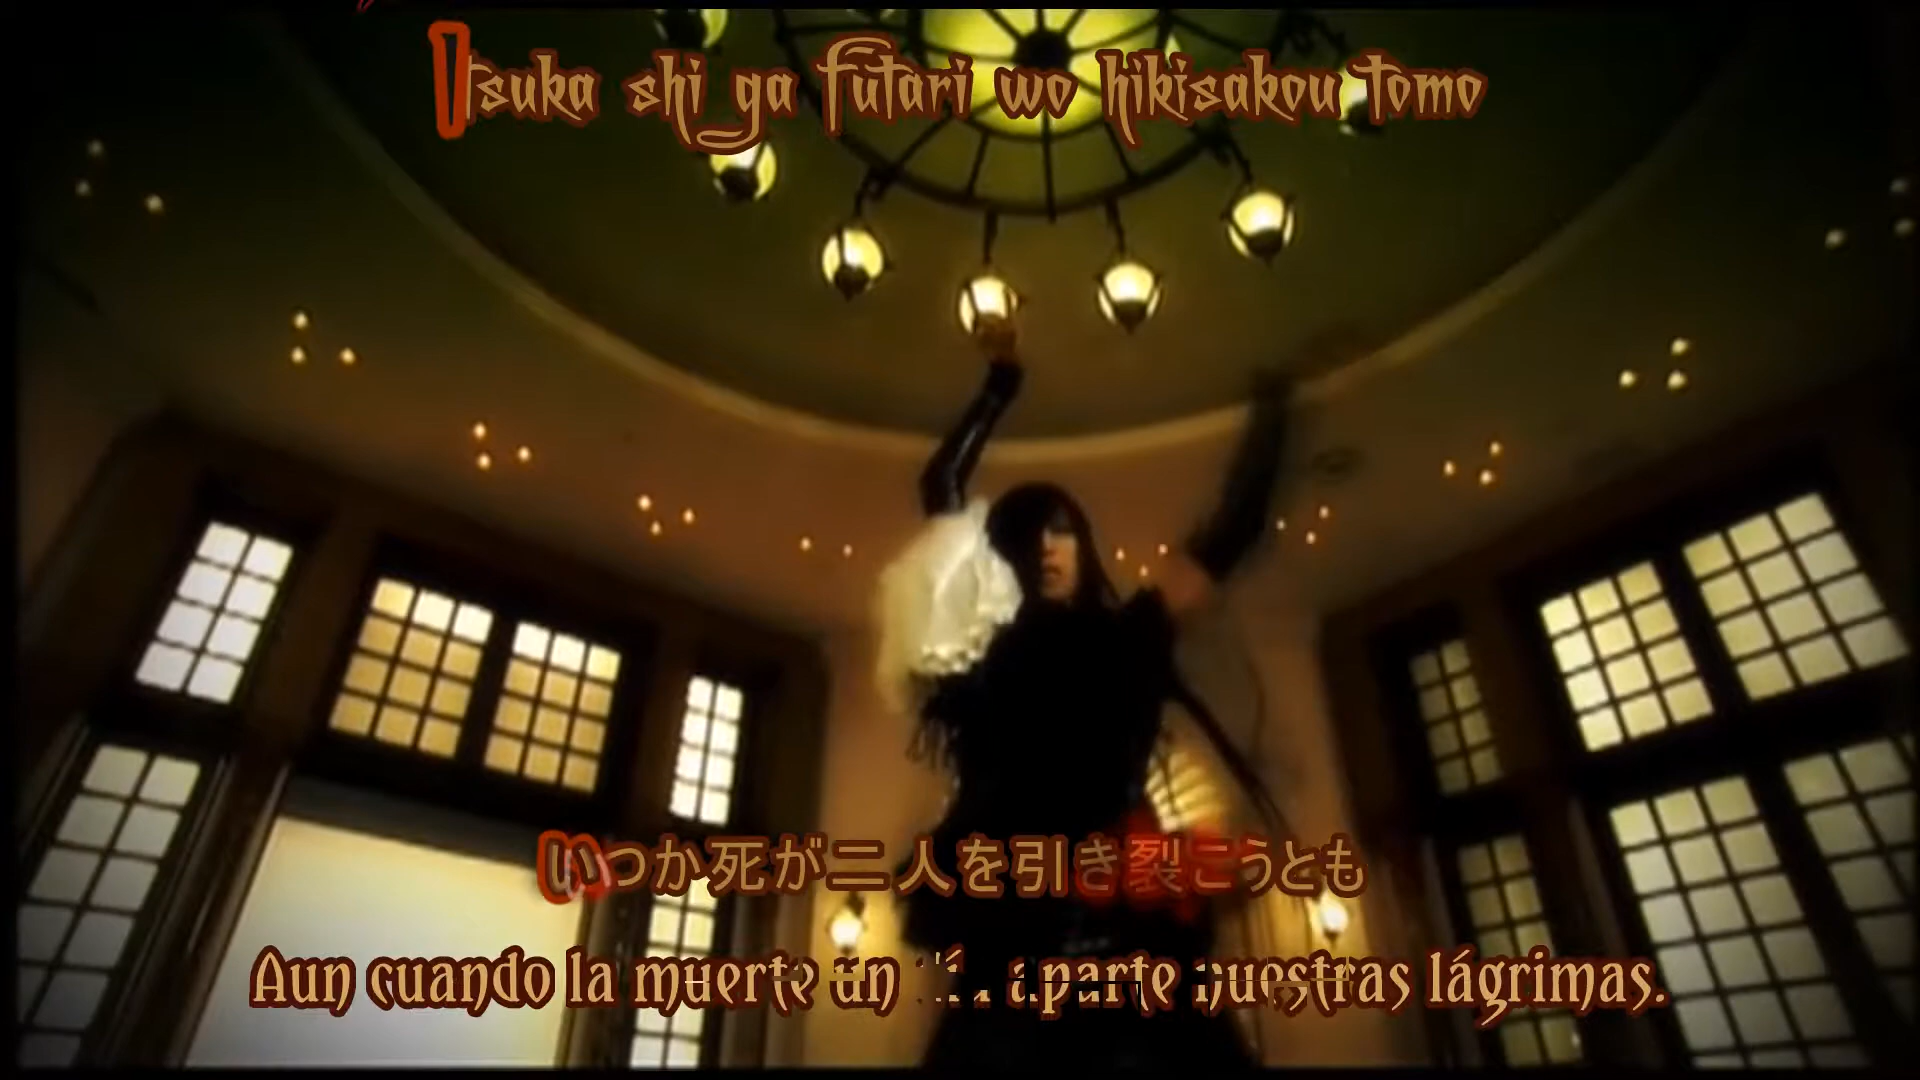 Itsuka shi ga futari wo hikisakou tomo
いつか死が二人を引き裂こうとも
Aun cuando la muerte un día aparte nuestras lágrimas.